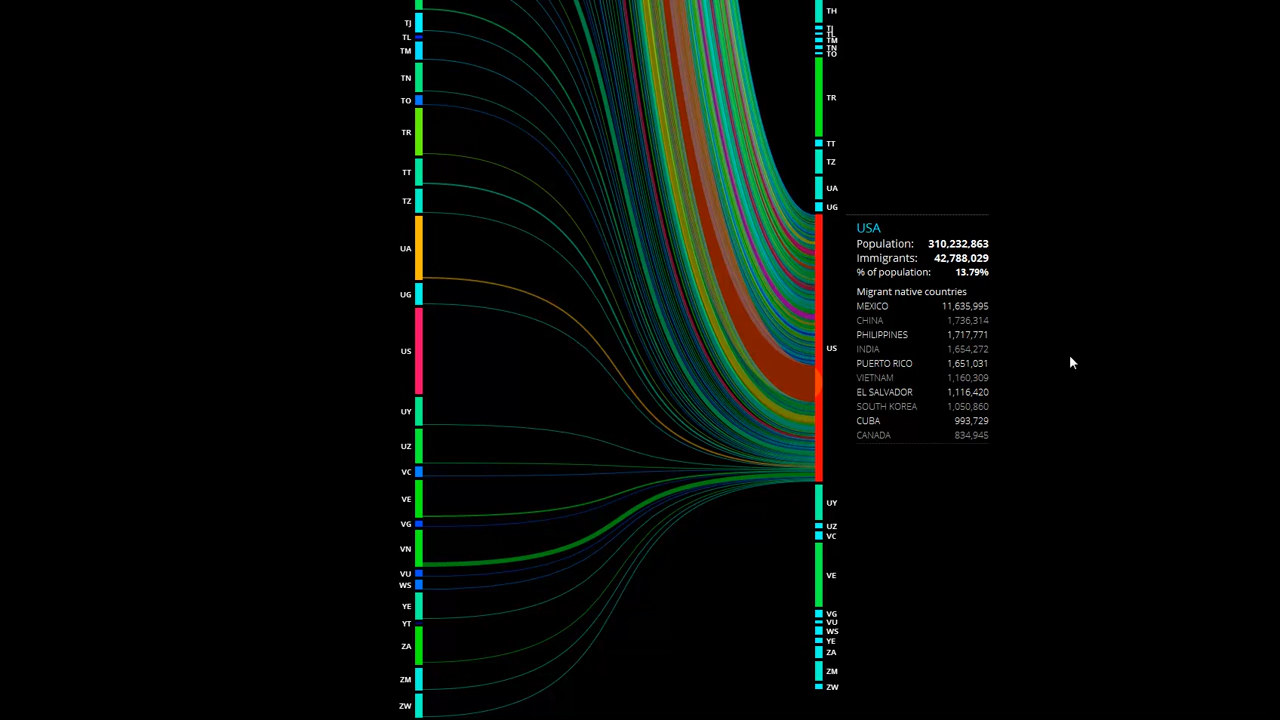 TJ
TL
TM
TN
TO
TR
TT
TZ
UA
UG
US
UY
UZ
VC
VE
VG
VN
VU
WS
YE
YT
ZA
ZM
ZW
TH
TJ
TL
TM
TN
TO
TR
TT
TZ
UA
UG
US
UY
UZ
VC
VE
VG
VU
WS
YE
ZA
ZM
ZW
USA
Population: 310,232,863
Immigrants: 42,788,029
% of population: 13.79%
Migrant native countries
MEXICO 11,635,995
CHINA 1,736,314
PHILIPPINES 1,717,771
INDIA 1,654,272
PUERTO RICO 1,651,031
VIETNAM 1,160,309
EL SALVADOR 1,116,420
SOUTH KOREA 1,050,860
CUBA 993,729
CANADA 834,945